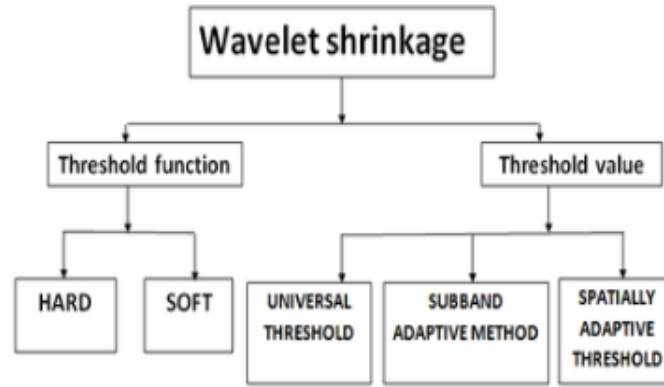 Wavelet shrinkage
Threshold function
Threshold value
HARD
SOFT
UNIVERSAL
THRESHOLD
SUBBAND
ADAPTIVE METHOD
SPATIALLY
ADAPTIVE
THRESHOLD